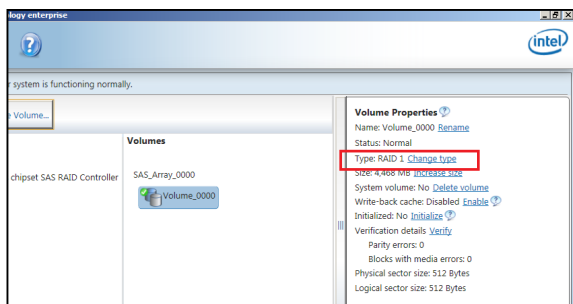 ology enterprise
intel
r system is functioning normally.
Volume...
Volumes
chipset SAS RAID Controller
SAS_Array_0000
Volume_0000
Volume Properties
Name: Volume_0000 Rename
Status: Normal
Type: RAID 1 Change type
Size: 4,468 MB Increase size
System volume: No Delete volume
Write-back cache: Disabled Enable
Initialized: No Initialize
Verification details Verify
Parity errors: 0
Blocks with media errors: 0
Physical sector size: 512 Bytes
Logical sector size: 512 Bytes